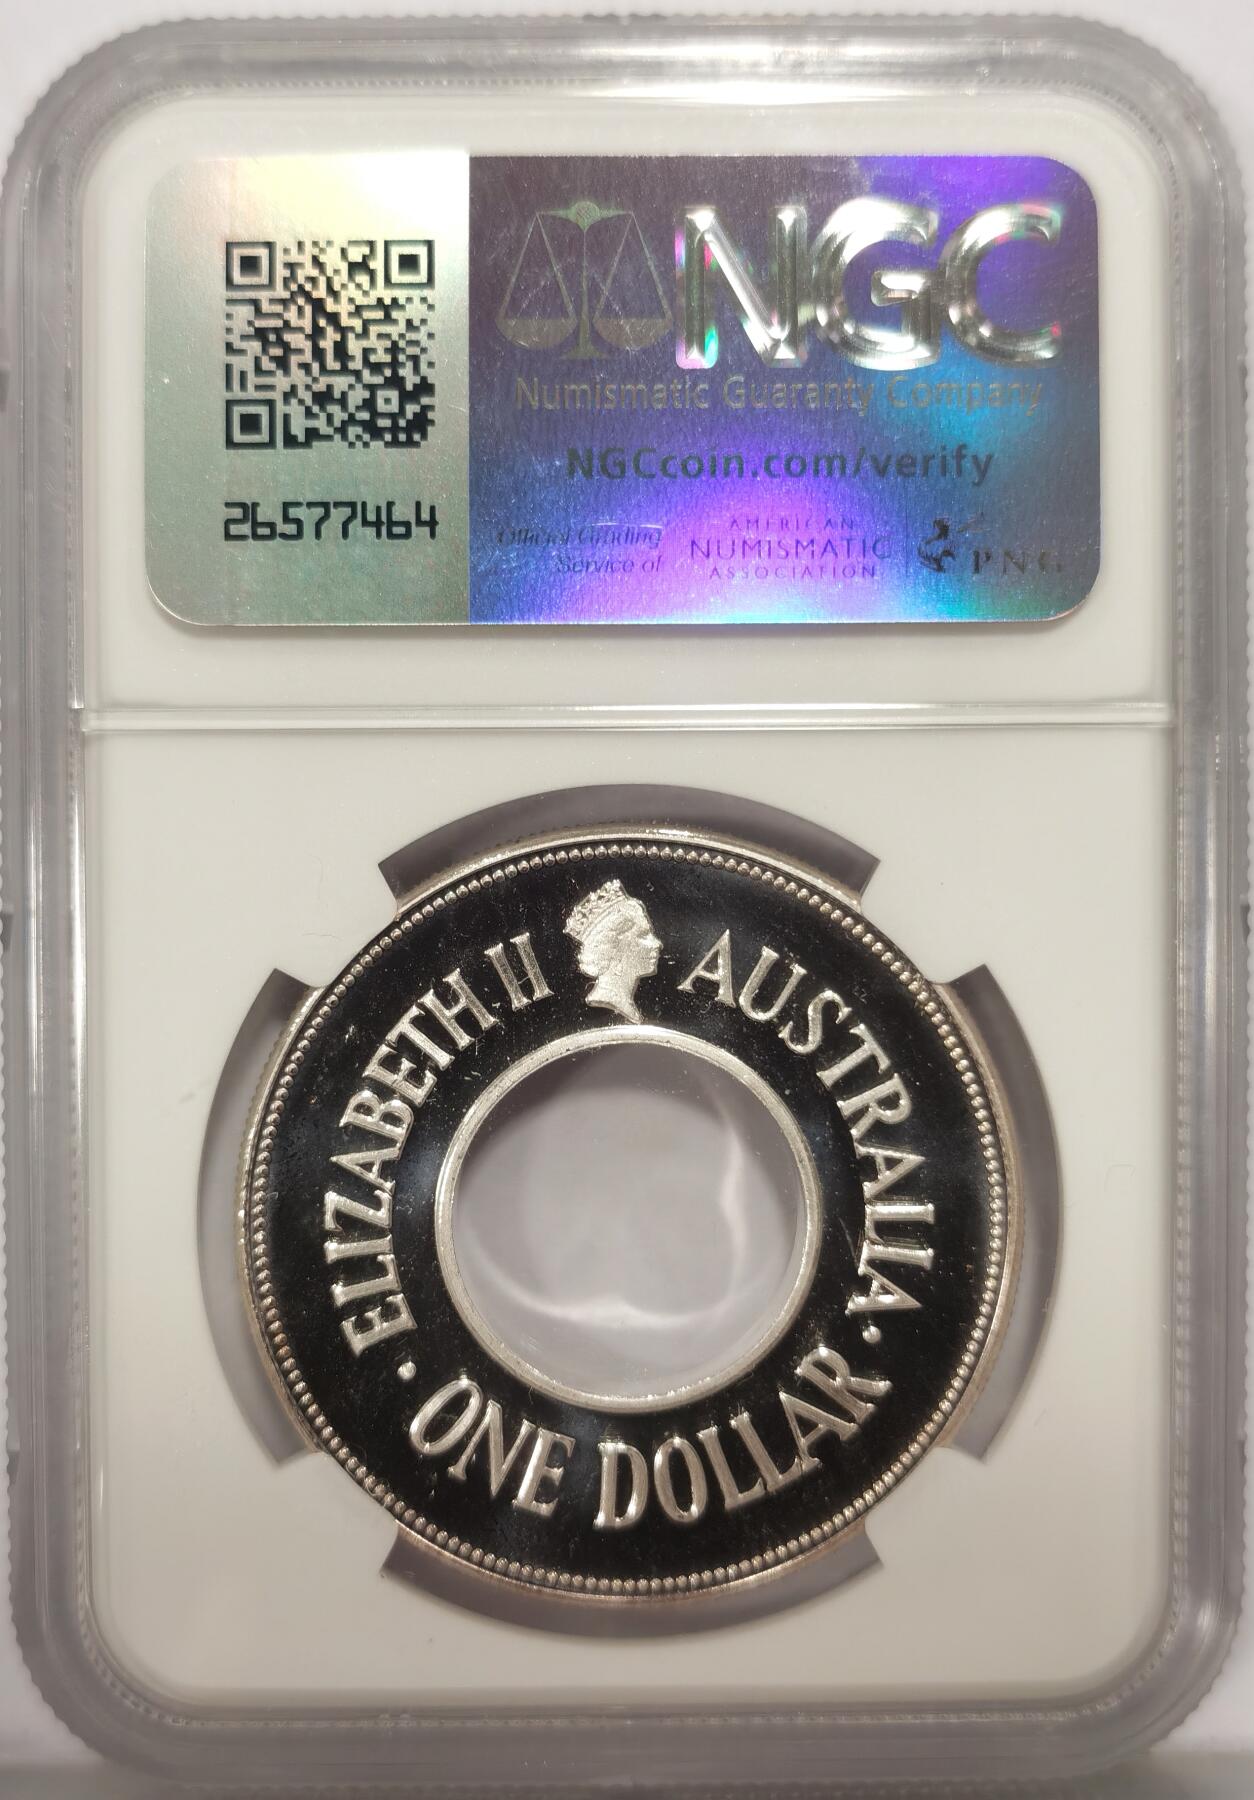 NGC
Numismatic Guaranty Company
NGCcoin.com/verify
26577464
Official Grading
Service of
AMERICAN
NUMISMATIC
ASSOCIATION
PNG
ELIZABETH II AUSTRALIA
· ONE DOLLAR ·